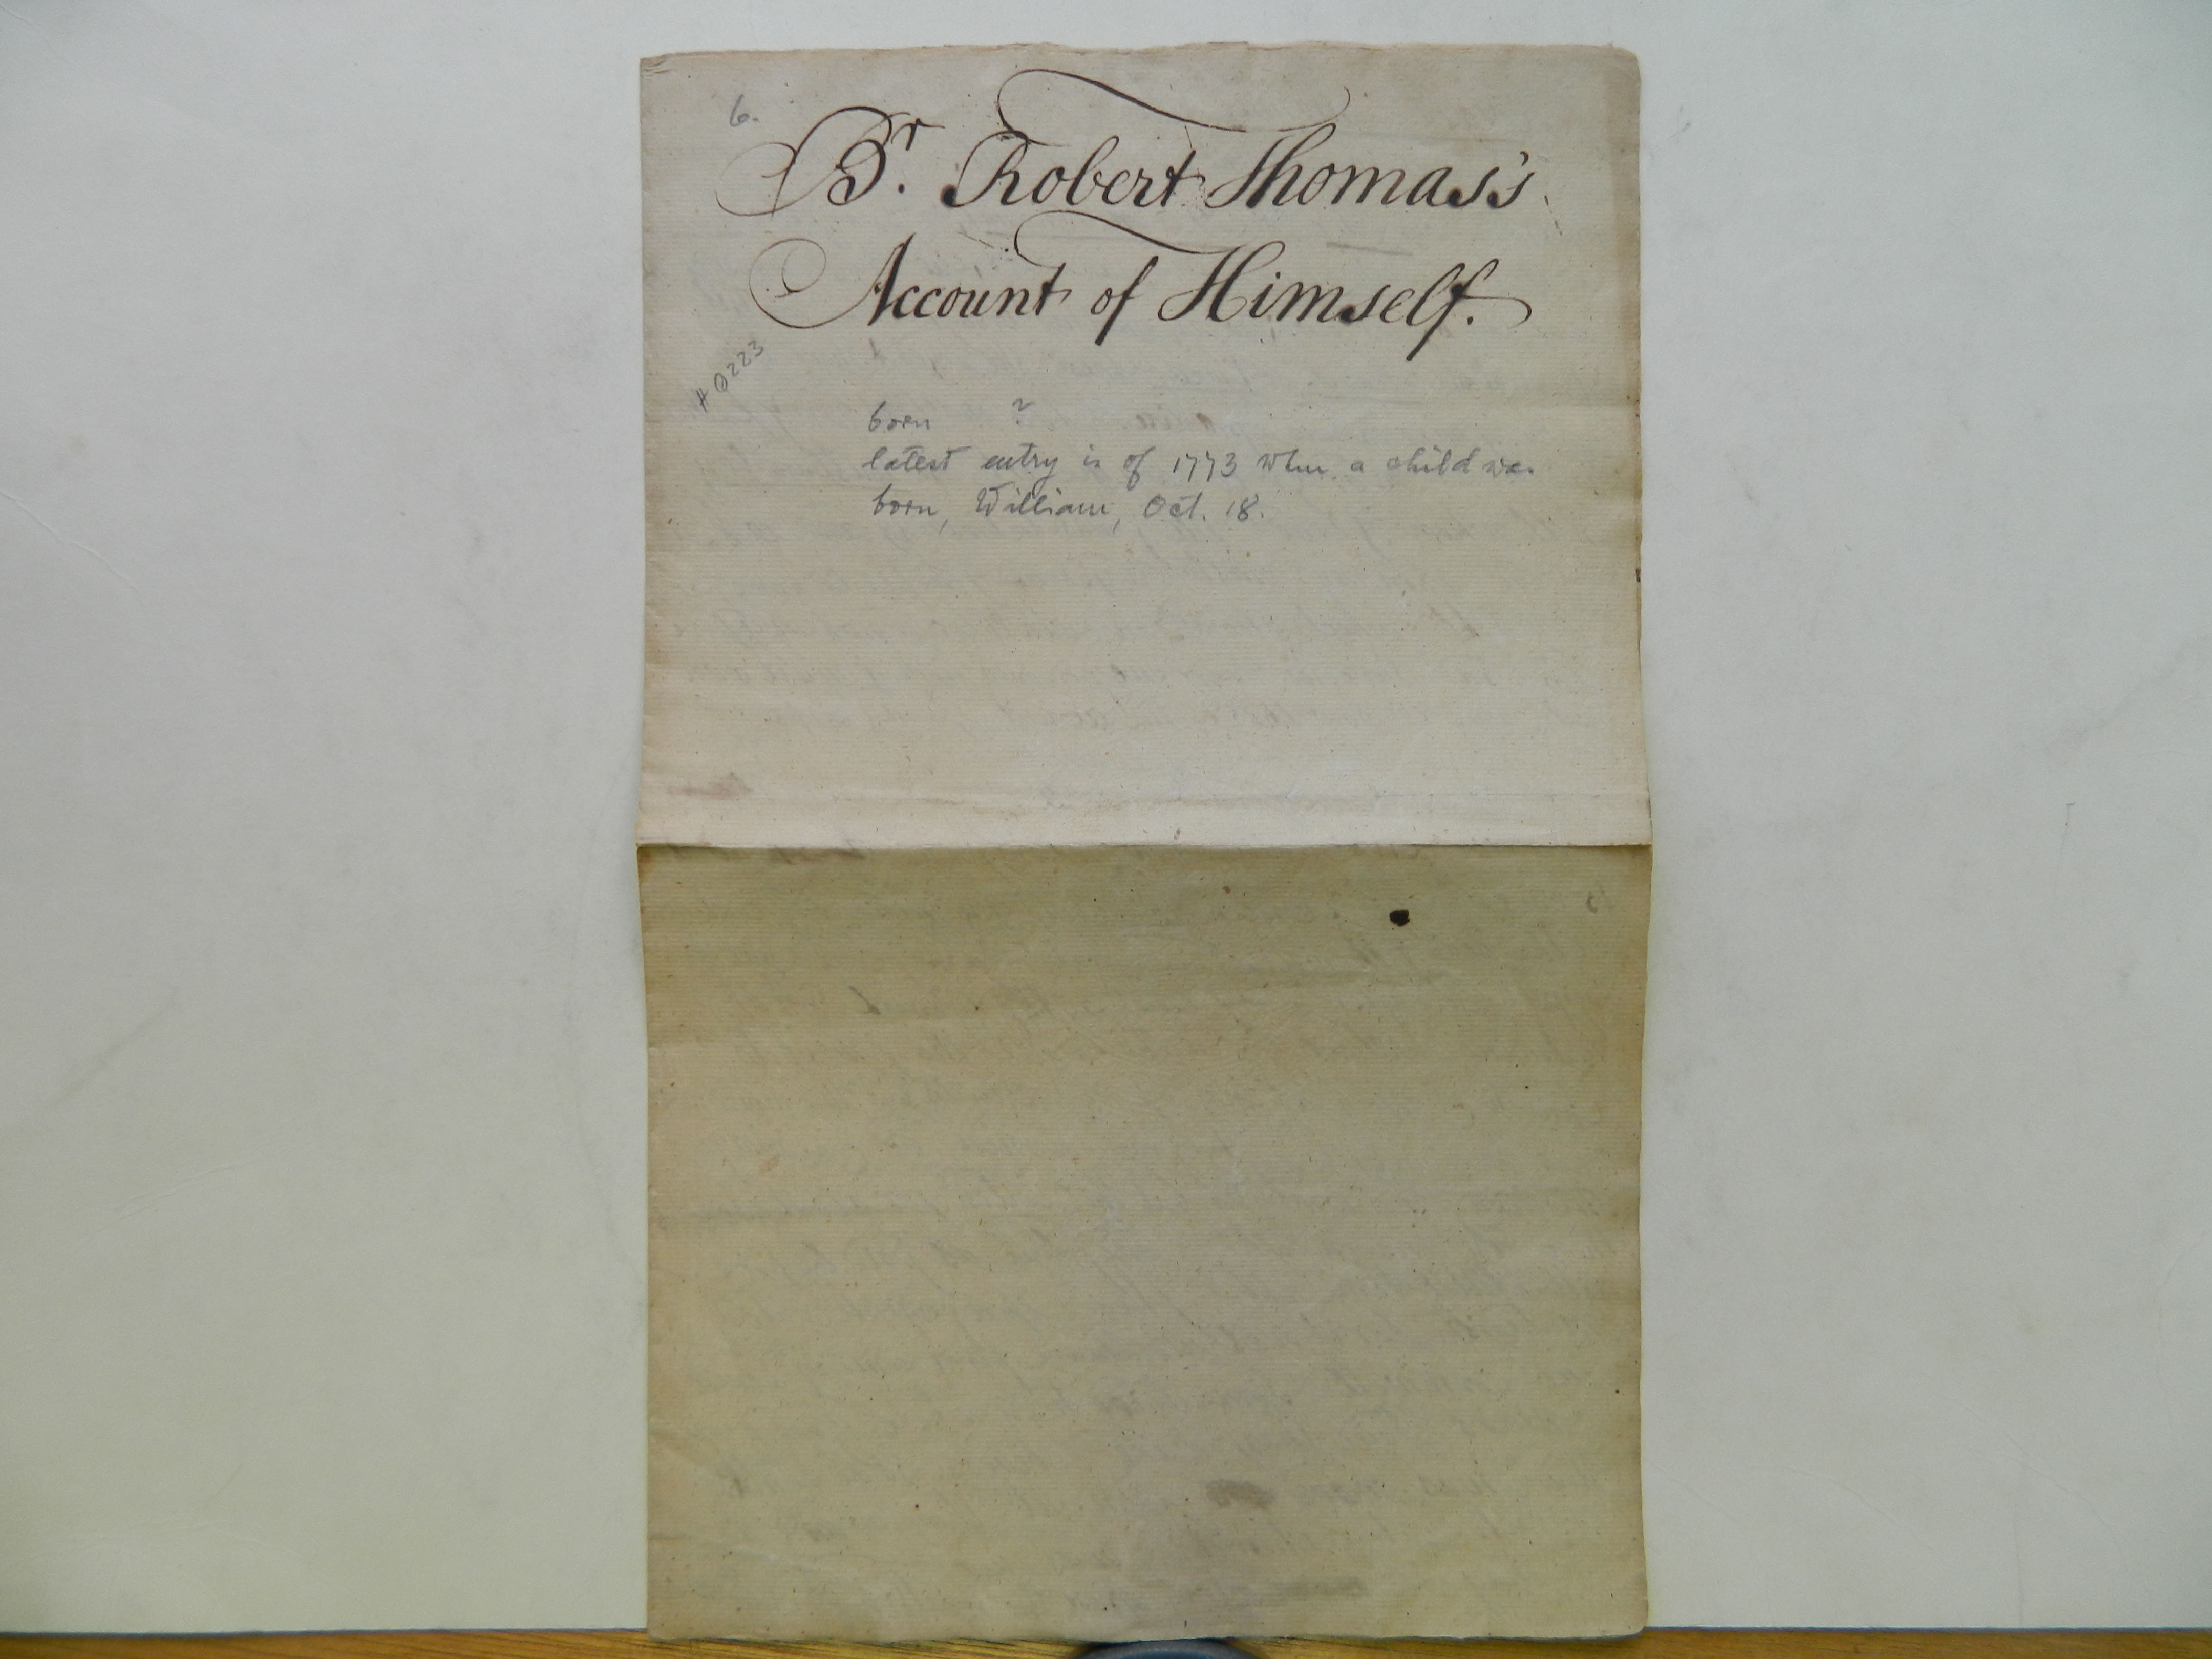 6.
Br. Robert Thomas's
Account of Himself.
#0223
born ?
latest entry is of 1773 when a child was
born, William, Oct. 18.